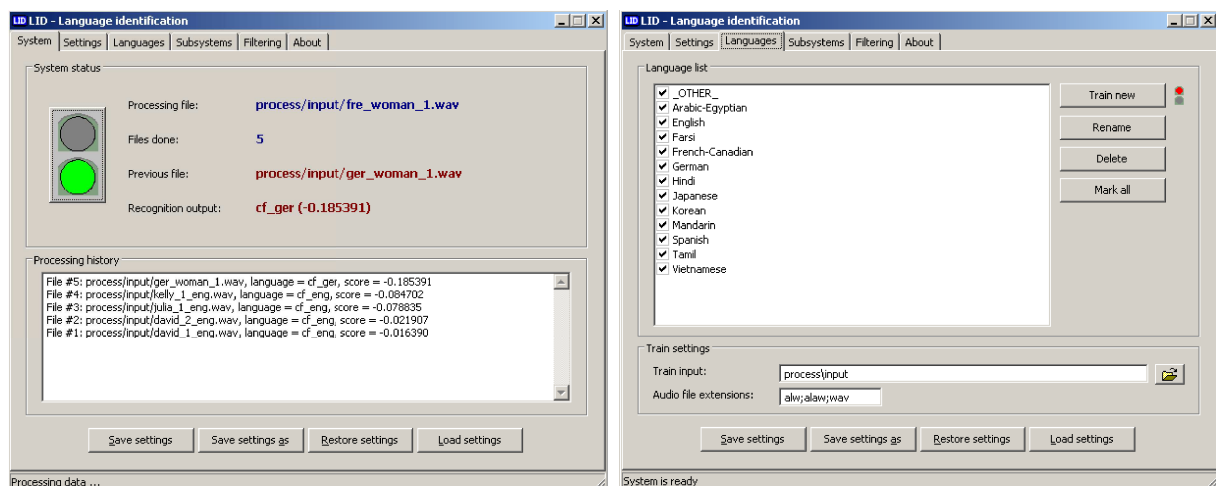 LID LID - Language identification
System Settings Languages Subsystems Filtering About
System status
Processing file: process/input/fre_woman_1.wav
Files done: 5
Previous file: process/input/ger_woman_1.wav
Recognition output: cf_ger (-0.185391)
Processing history
File #5: process/input/ger_woman_1.wav, language = cf_ger, score = -0.185391
File #4: process/input/kelly_1_eng.wav, language = cf_eng, score = -0.084702
File #3: process/input/julia_1_eng.wav, language = cf_eng, score = -0.078835
File #2: process/input/david_2_eng.wav, language = cf_eng, score = -0.021907
File #1: process/input/david_1_eng.wav, language = cf_eng, score = -0.016390
Save settings Save settings as Restore settings Load settings
Processing data ...
LID LID - Language identification
System Settings Languages Subsystems Filtering About
Language list
_OTHER_
Arabic-Egyptian
English
Farsi
French-Canadian
German
Hindi
Japanese
Korean
Mandarin
Spanish
Tamil
Vietnamese
Train new
Rename
Delete
Mark all
Train settings
Train input: process\input
Audio file extensions: alw;alaw;wav
Save settings Save settings as Restore settings Load settings
System is ready